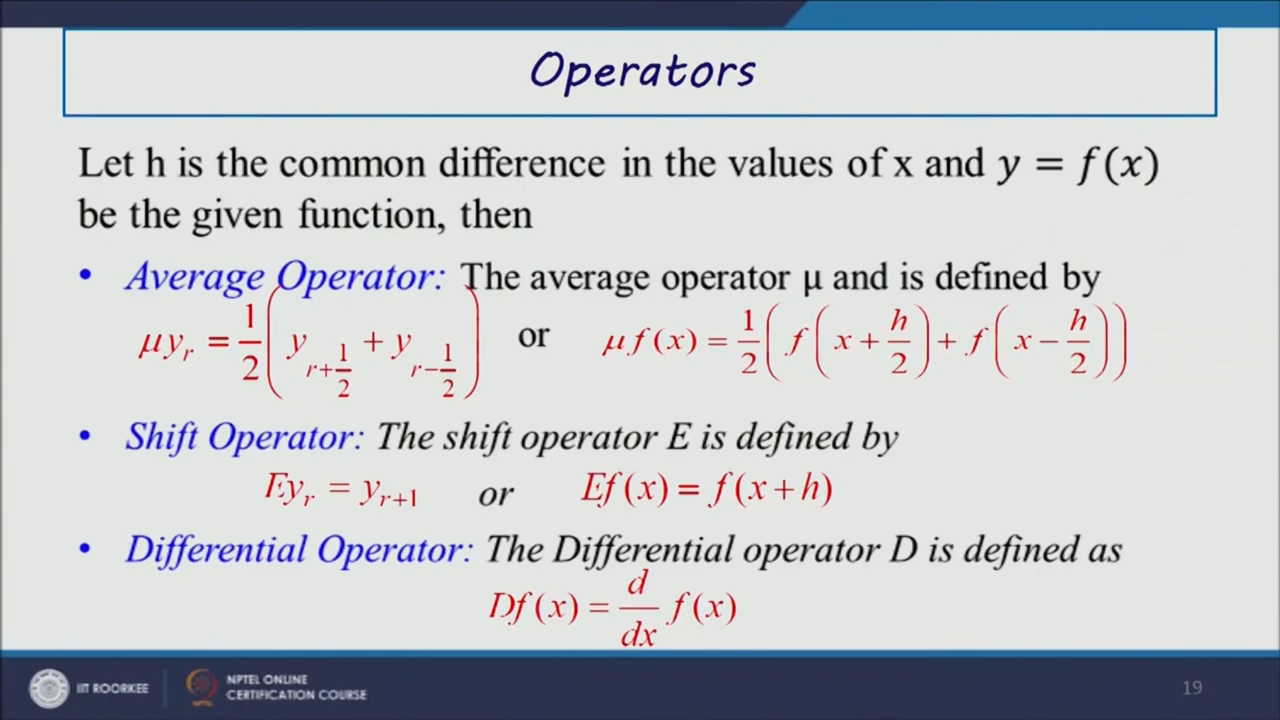 Operators
Let h is the common difference in the values of x and y = f(x)
be the given function, then
• Average Operator: The average operator μ and is defined by
μy_r = 1/2 ( y_{r+1/2} + y_{r-1/2} ) or μ f(x) = 1/2 ( f ( x + h/2 ) + f ( x − h/2 ) )
• Shift Operator: The shift operator E is defined by
Ey_r = y_{r+1} or Ef(x) = f(x+h)
• Differential Operator: The Differential operator D is defined as
Df(x) = d/dx f(x)
IIT ROORKEE
NPTEL ONLINE
CERTIFICATION COURSE
19